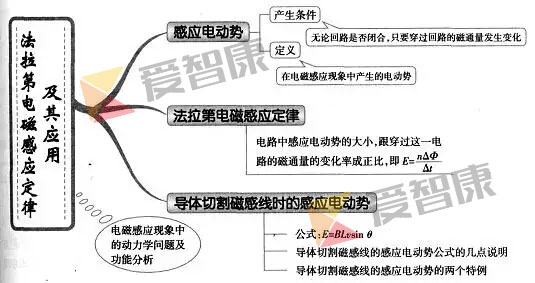 法拉第电磁感应定律
及其应用
感应电动势
产生条件
无论回路是否闭合,只要穿过回路的磁通量发生变化
定义
在电磁感应现象中产生的电动势
法拉第电磁感应定律
电路中感应电动势的大小,跟穿过这一电
路的磁通量的变化率成正比,即 E=nΔΦ/Δt
导体切割磁感线时的感应电动势
公式:E=BLvsin θ
导体切割磁感线的感应电动势公式的几点说明
导体切割磁感线的感应电动势的两个特例
电磁感应现象中
的动力学问题及
功能分析
爱智康
爱智康
爱智康